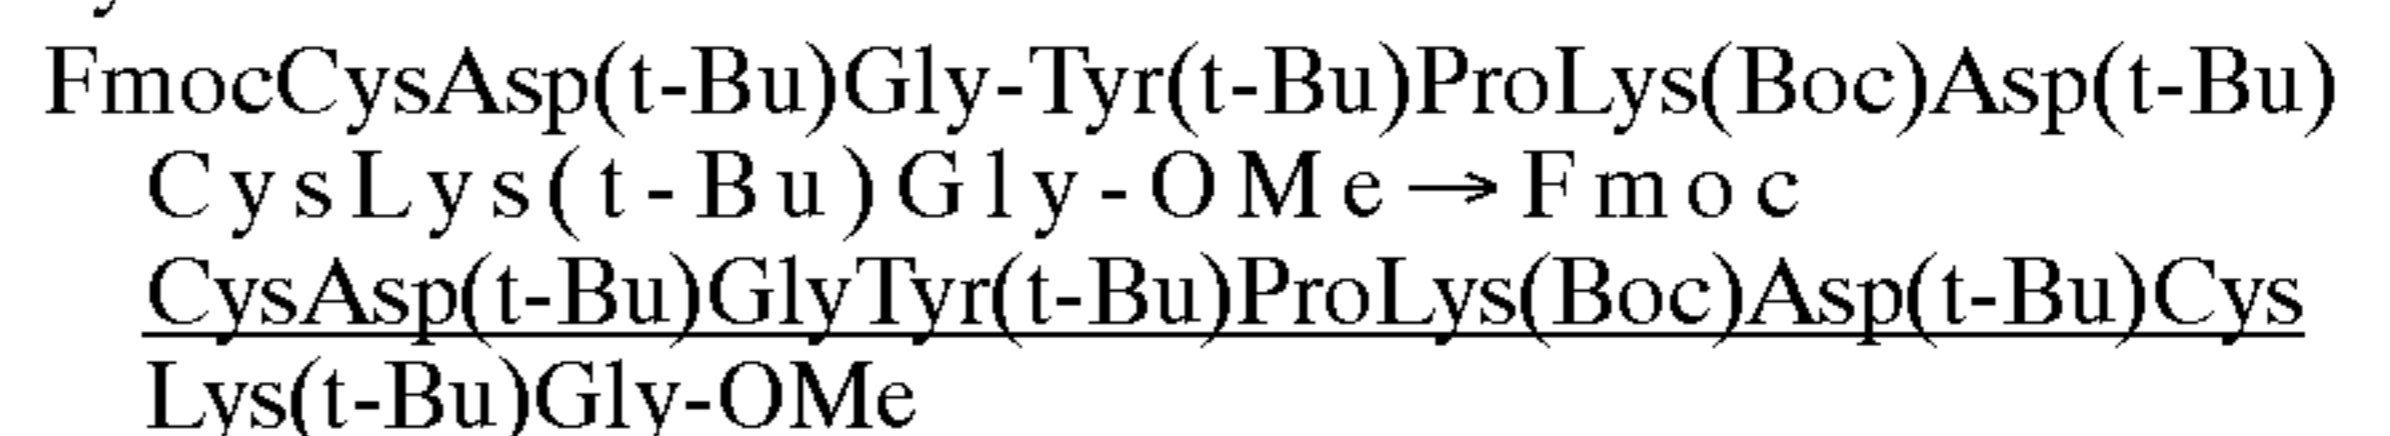 FmocCysAsp(t-Bu)Gly-Tyr(t-Bu)ProLys(Boc)Asp(t-Bu)
CysLys(t-Bu)Gly-OMe→Fmoc
CysAsp(t-Bu)GlyTyr(t-Bu)ProLys(Boc)Asp(t-Bu)Cys
Lys(t-Bu)Gly-OMe